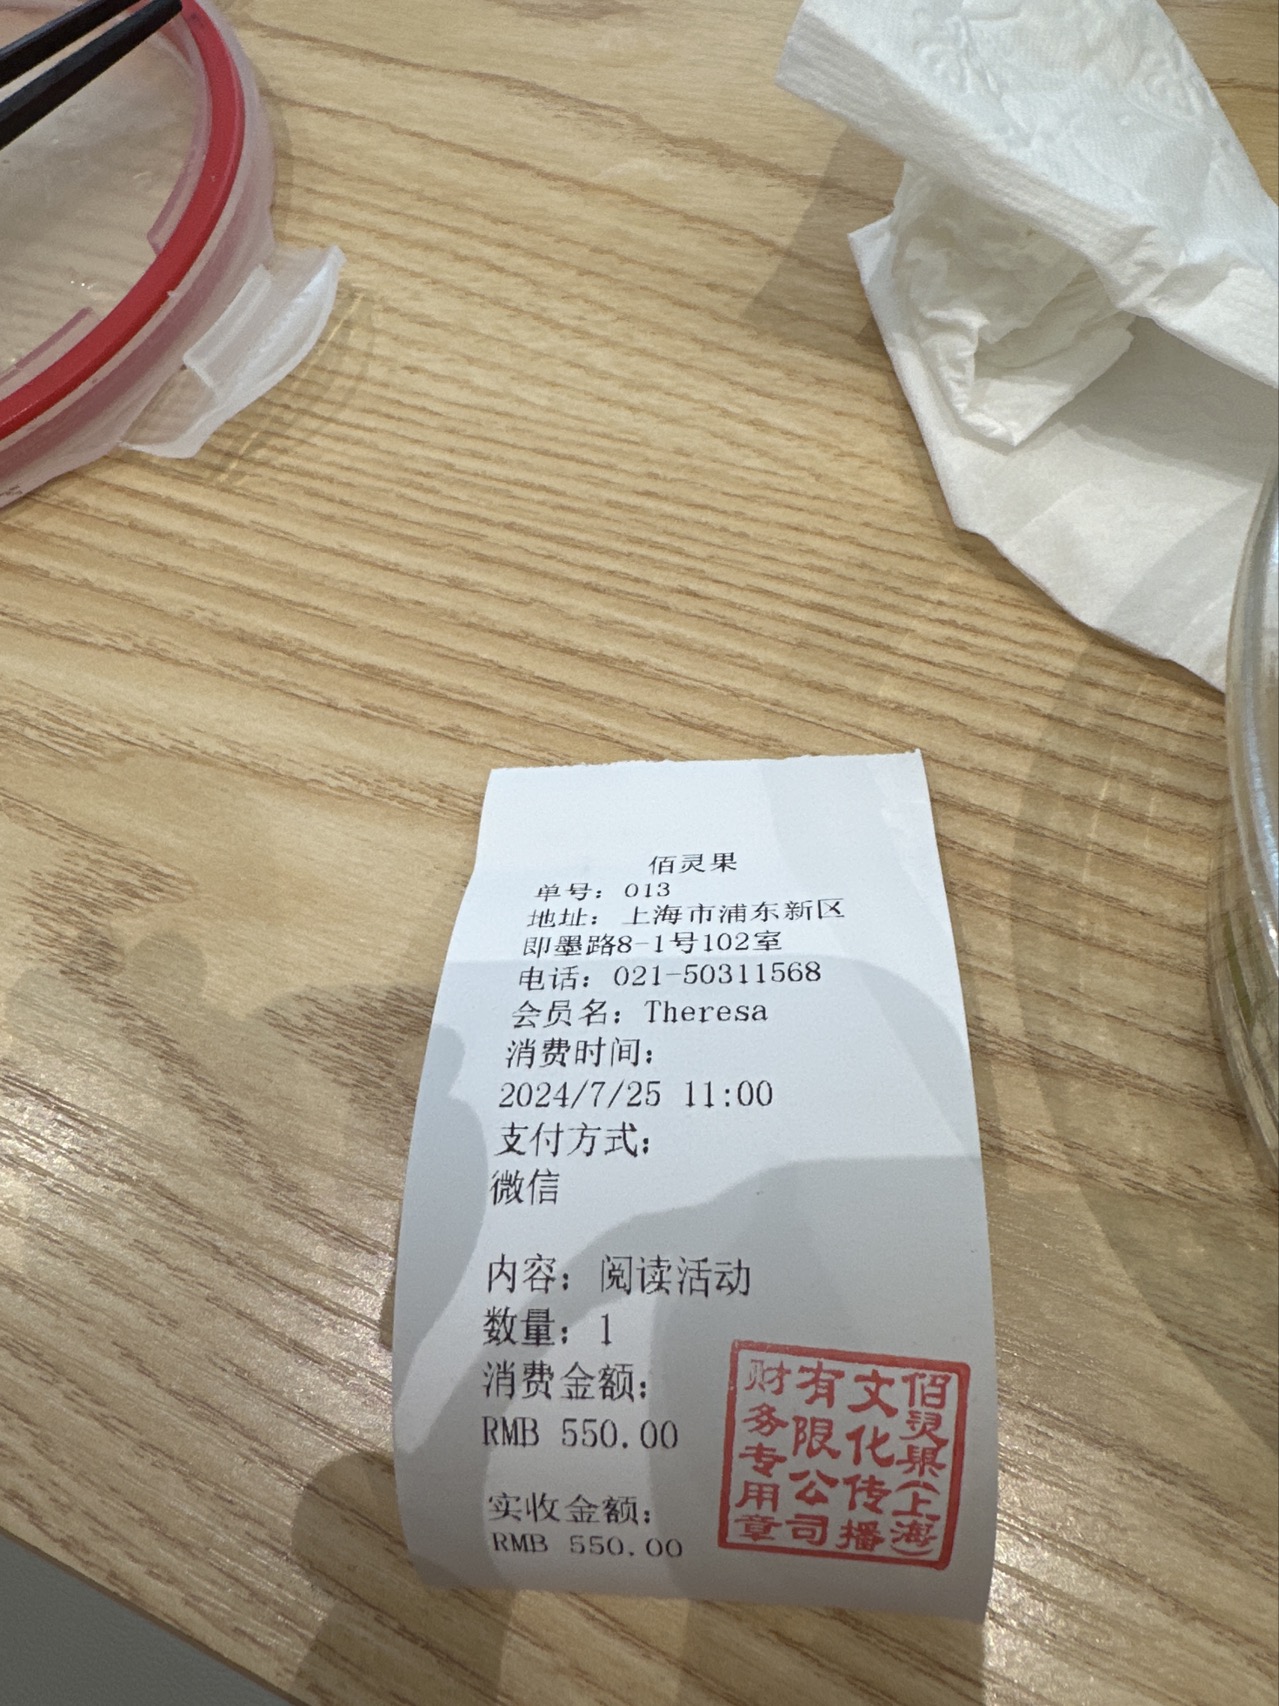 佰灵果
单号：013
地址：上海市浦东新区
即墨路8-1号102室
电话：021-50311568
会员名：Theresa
消费时间：
2024/7/25 11:00
支付方式：
微信
内容：阅读活动
数量：1
消费金额：
RMB 550.00
实收金额：
RMB 550.00
佰灵果(上海)
文化传播
有限公司
财务专用章